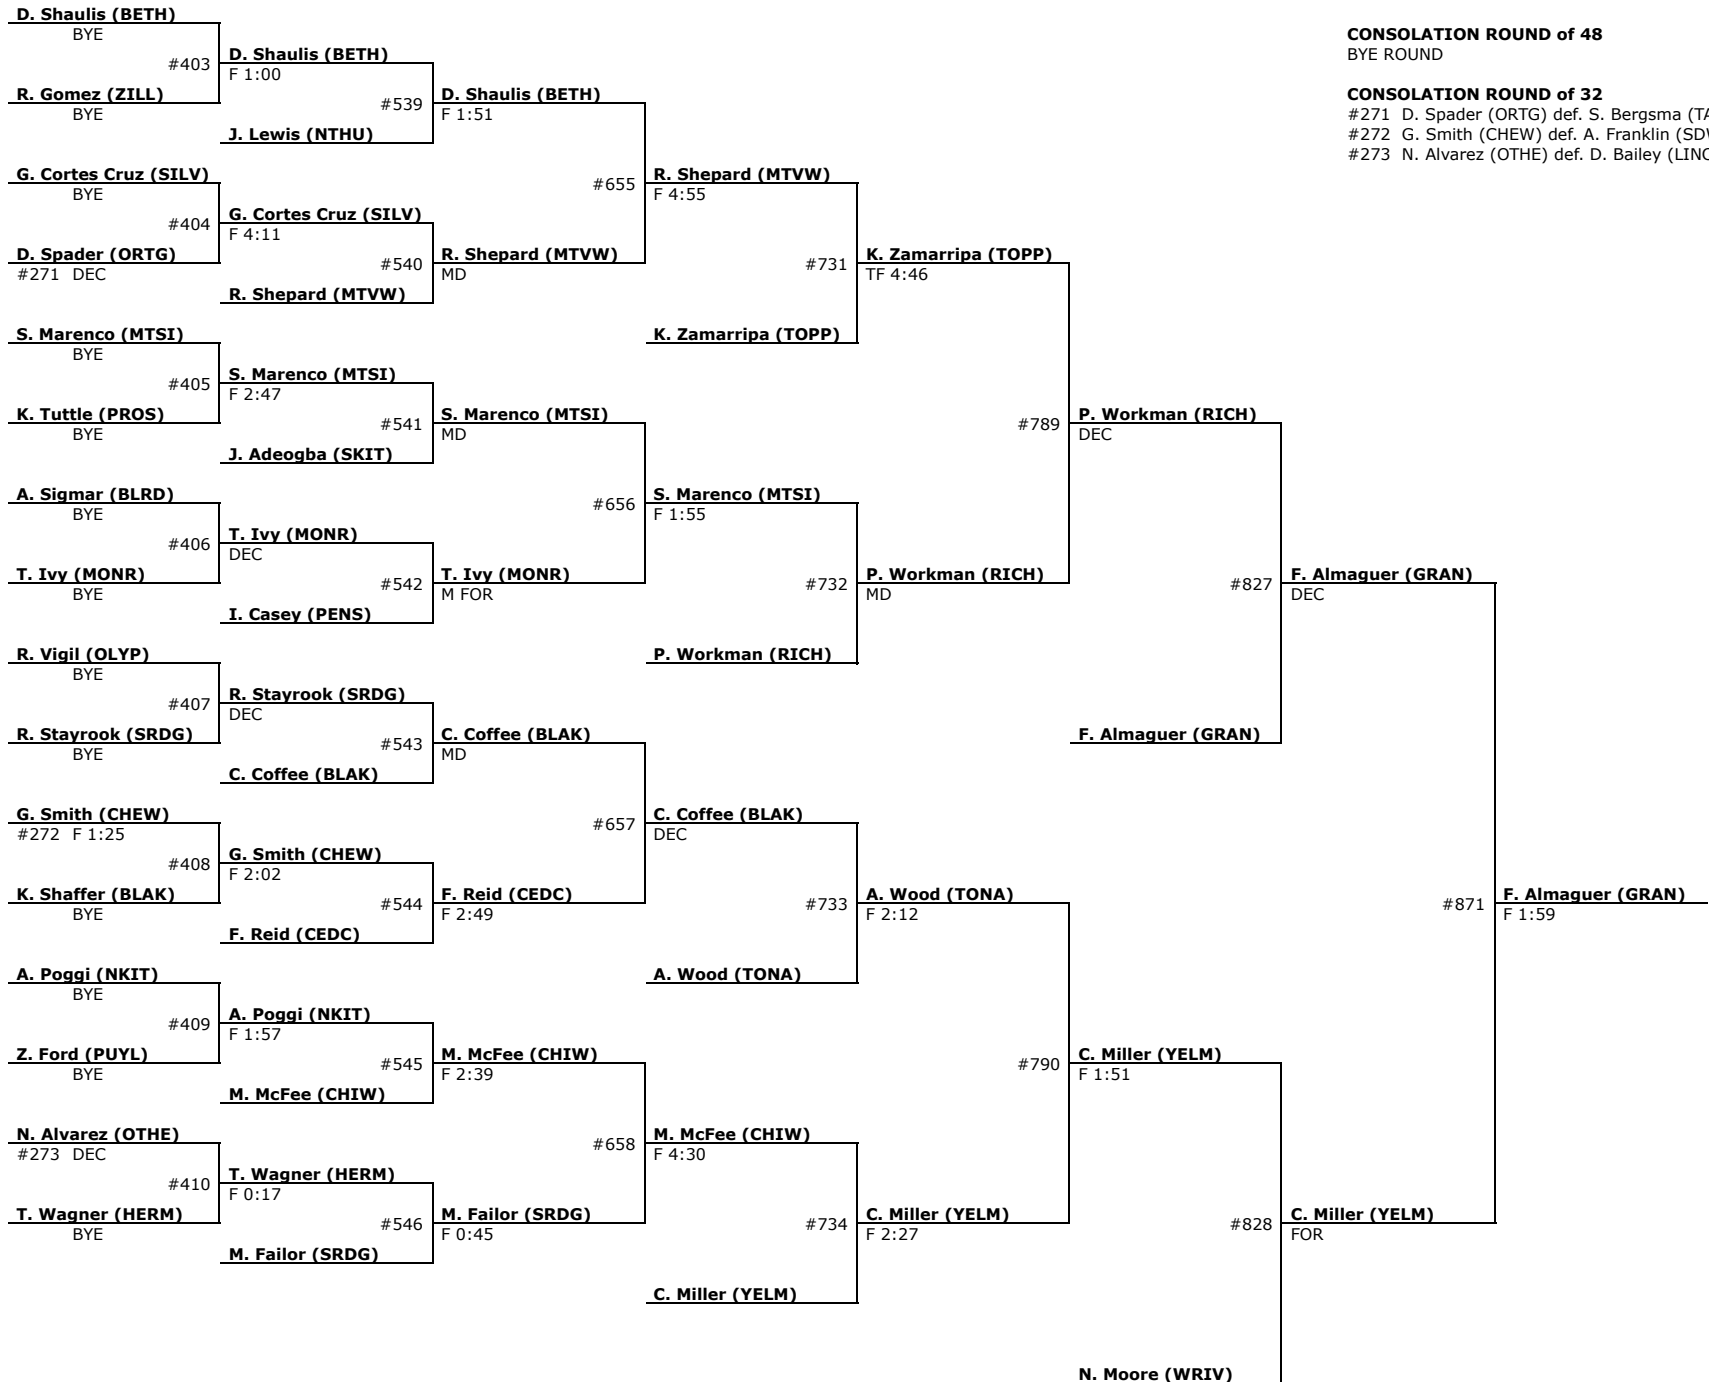 D. Shaulis (BETH)
BYE
#403
R. Gomez (ZILL)
BYE
G. Cortes Cruz (SILV)
BYE
#404
D. Spader (ORTG)
#271 DEC
S. Marenco (MTSI)
BYE
#405
K. Tuttle (PROS)
BYE
A. Sigmar (BLRD)
BYE
#406
T. Ivy (MONR)
BYE
R. Vigil (OLYP)
BYE
#407
R. Stayrook (SRDG)
BYE
G. Smith (CHEW)
#272 F 1:25
#408
K. Shaffer (BLAK)
BYE
A. Poggi (NKIT)
BYE
#409
Z. Ford (PUYL)
BYE
N. Alvarez (OTHE)
#273 DEC
#410
T. Wagner (HERM)
BYE
D. Shaulis (BETH)
F 1:00
#539
J. Lewis (NTHU)
G. Cortes Cruz (SILV)
F 4:11
#540
R. Shepard (MTVW)
S. Marenco (MTSI)
F 2:47
#541
J. Adeogba (SKIT)
T. Ivy (MONR)
DEC
#542
I. Casey (PENS)
R. Stayrook (SRDG)
DEC
#543
C. Coffee (BLAK)
G. Smith (CHEW)
F 2:02
#544
F. Reid (CEDC)
A. Poggi (NKIT)
F 1:57
#545
M. McFee (CHIW)
T. Wagner (HERM)
F 0:17
#546
M. Failor (SRDG)
D. Shaulis (BETH)
F 1:51
#655
R. Shepard (MTVW)
MD
S. Marenco (MTSI)
MD
#656
T. Ivy (MONR)
M FOR
C. Coffee (BLAK)
MD
#657
F. Reid (CEDC)
F 2:49
M. McFee (CHIW)
F 2:39
#658
M. Failor (SRDG)
F 0:45
R. Shepard (MTVW)
F 4:55
#731
K. Zamarripa (TOPP)
S. Marenco (MTSI)
F 1:55
#732
P. Workman (RICH)
C. Coffee (BLAK)
DEC
#733
A. Wood (TONA)
M. McFee (CHIW)
F 4:30
#734
C. Miller (YELM)
K. Zamarripa (TOPP)
TF 4:46
#789
P. Workman (RICH)
MD
A. Wood (TONA)
F 2:12
#790
C. Miller (YELM)
F 2:27
P. Workman (RICH)
DEC
#827
F. Almaguer (GRAN)
C. Miller (YELM)
F 1:51
#828
N. Moore (WRIV)
F. Almaguer (GRAN)
DEC
#871
C. Miller (YELM)
FOR
F. Almaguer (GRAN)
F 1:59
CONSOLATION ROUND of 48
BYE ROUND
CONSOLATION ROUND of 32
#271 D. Spader (ORTG) def. S. Bergsma
#272 G. Smith (CHEW) def. A. Franklin
#273 N. Alvarez (OTHE) def. D. Bailey